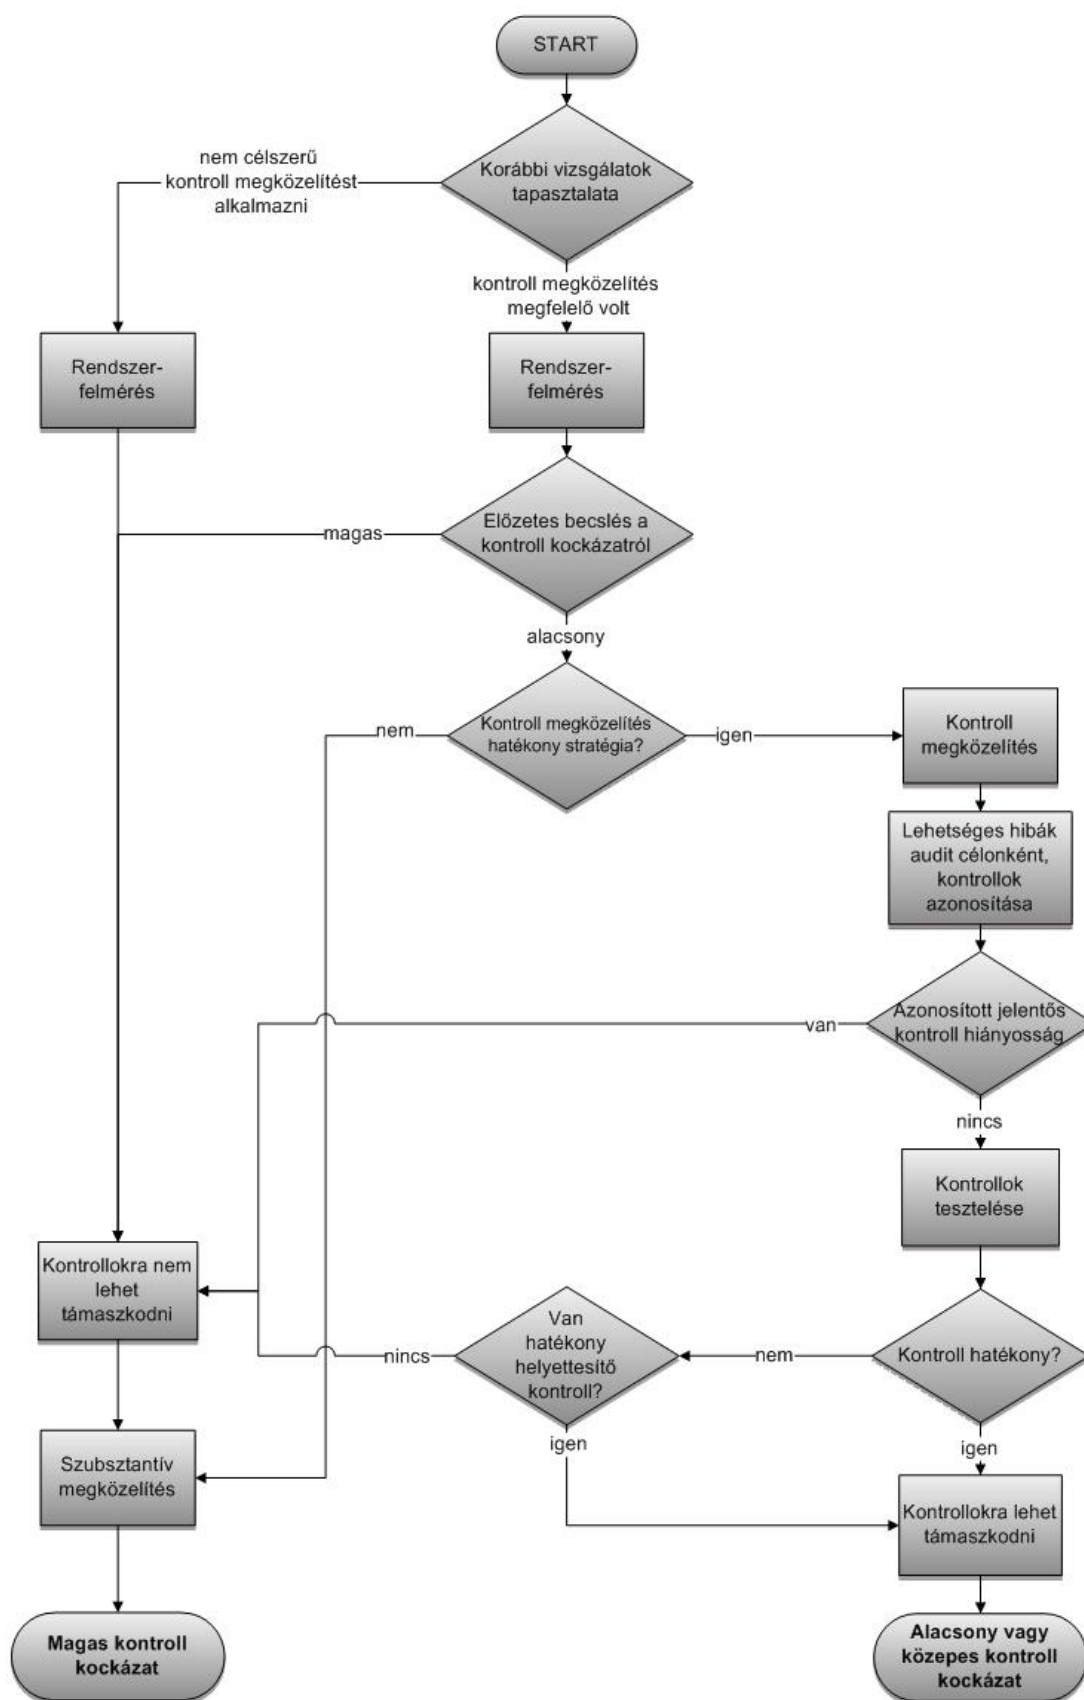 START
Korábbi vizsgálatok
tapasztalata
nem célszerű
kontroll megközelítést
alkalmazni
kontroll megközelítés
megfelelő volt
Rendszer-
felmérés
Rendszer-
felmérés
Előzetes becslés a
kontroll kockázatról
magas
alacsony
Kontroll megközelítés
hatékony stratégia?
nem
igen
Kontroll
megközelítés
Lehetséges hibák
audit célonként,
kontrollok
azonosítása
Azonosított jelentős
kontroll hiányosság
van
nincs
Kontrollok
tesztelése
Kontrollokra nem
lehet
támaszkodni
Van
hatékony
helyettesítő
kontroll?
nincs
nem
Kontroll hatékony?
igen
igen
Szubsztantív
megközelítés
Kontrollokra lehet
támaszkodni
Magas kontroll
kockázat
Alacsony vagy
közepes kontroll
kockázat